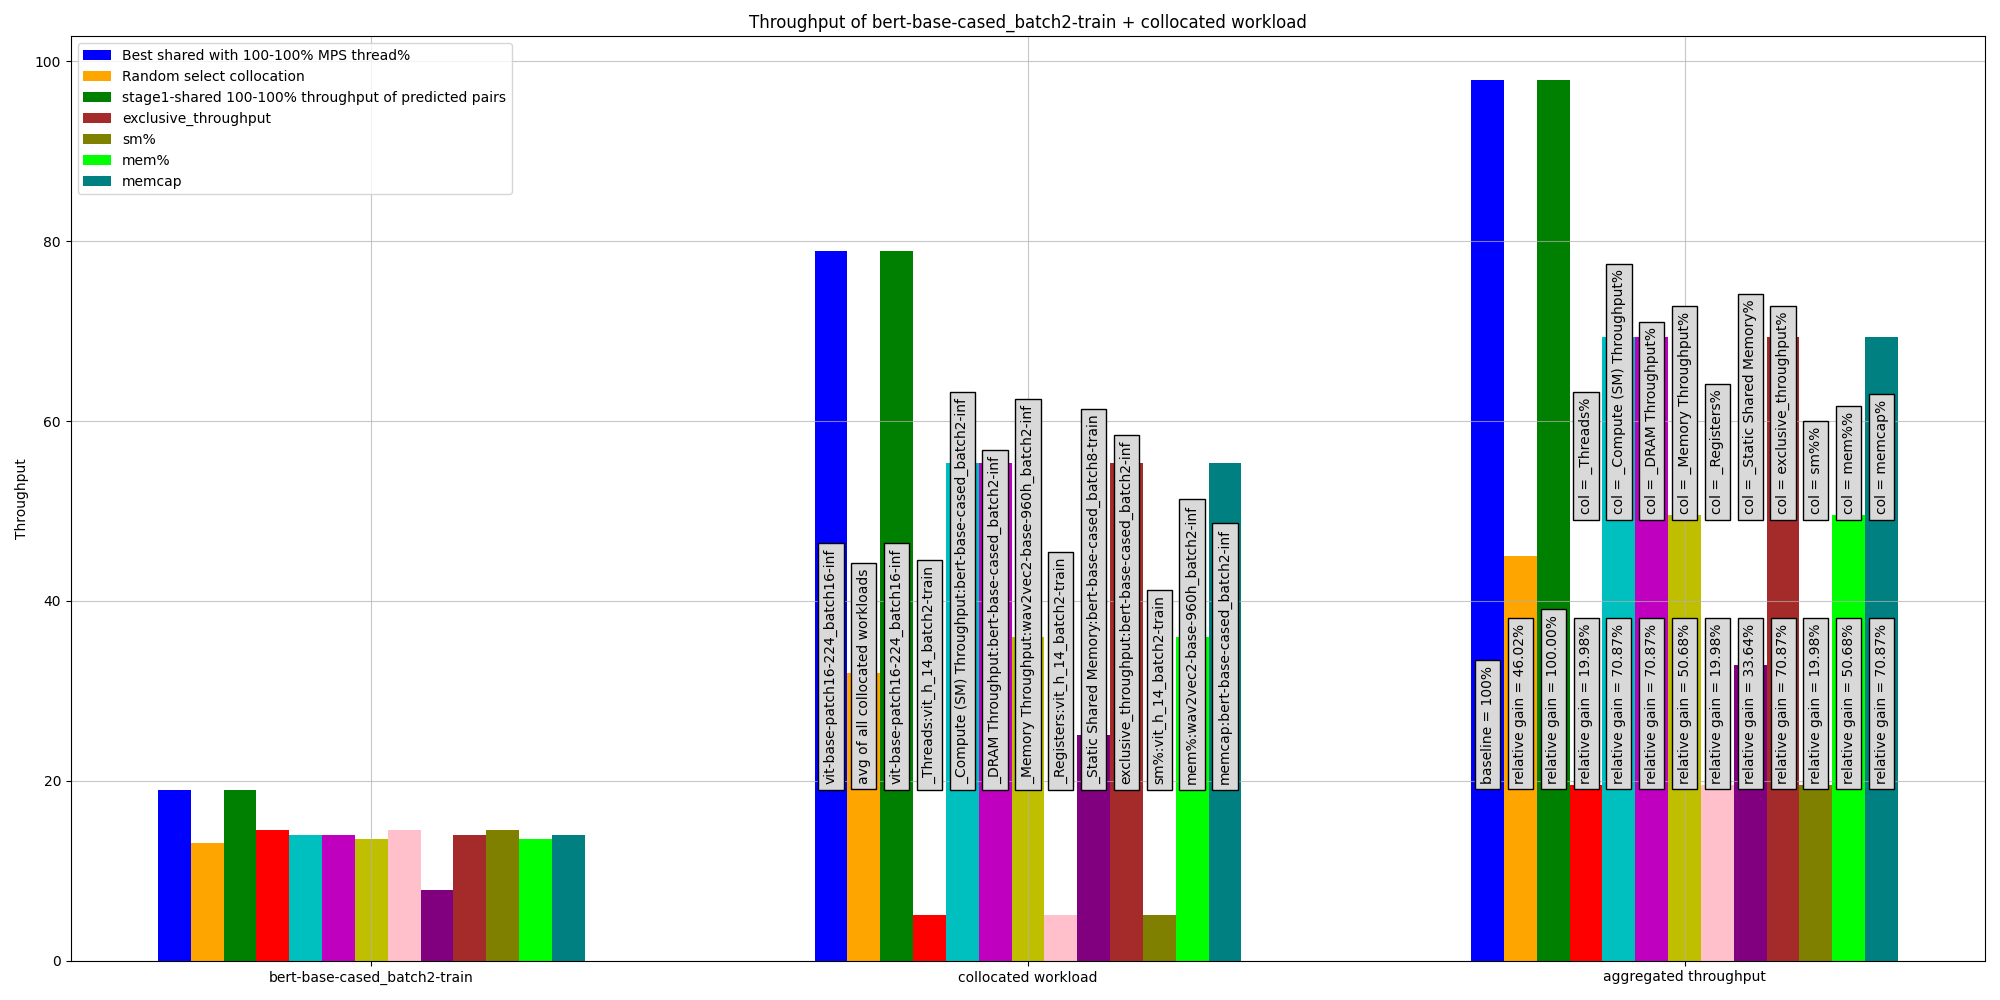 Throughput of bert-base-cased_batch2-train + collocated workload
Best shared with 100-100% MPS thread%
Random select collocation
stage1-shared 100-100% throughput of predicted pairs
exclusive_throughput
sm%
mem%
memcap
Throughput
100
80
60
40
20
0
vit-base-patch16-224_batch16-inf
avg of all collocated workloads
vit-base-patch16-224_batch16-inf
_Threads:vit_h_14_batch2-train
_Compute (SM) Throughput:bert-base-cased_batch2-inf
_DRAM Throughput:bert-base-cased_batch2-inf
_Memory Throughput:wav2vec2-base-960h_batch2-inf
_Registers:vit_h_14_batch2-train
_Static Shared Memory:bert-base-cased_batch8-train
exclusive_throughput:bert-base-cased_batch2-inf
sm%:vit_h_14_batch2-train
mem%:wav2vec2-base-960h_batch2-inf
memcap:bert-base-cased_batch2-inf
col = _Threads%
col = _Compute (SM) Throughput%
col = _DRAM Throughput%
col = _Memory Throughput%
col = _Registers%
col = _Static Shared Memory%
col = exclusive_throughput%
col = sm%%
col = mem%%
col = memcap%
baseline = 100%
relative gain = 46.02%
relative gain = 100.00%
relative gain = 19.98%
relative gain = 70.87%
relative gain = 70.87%
relative gain = 50.68%
relative gain = 19.98%
relative gain = 33.64%
relative gain = 70.87%
relative gain = 19.98%
relative gain = 50.68%
relative gain = 70.87%
bert-base-cased_batch2-train
collocated workload
aggregated throughput